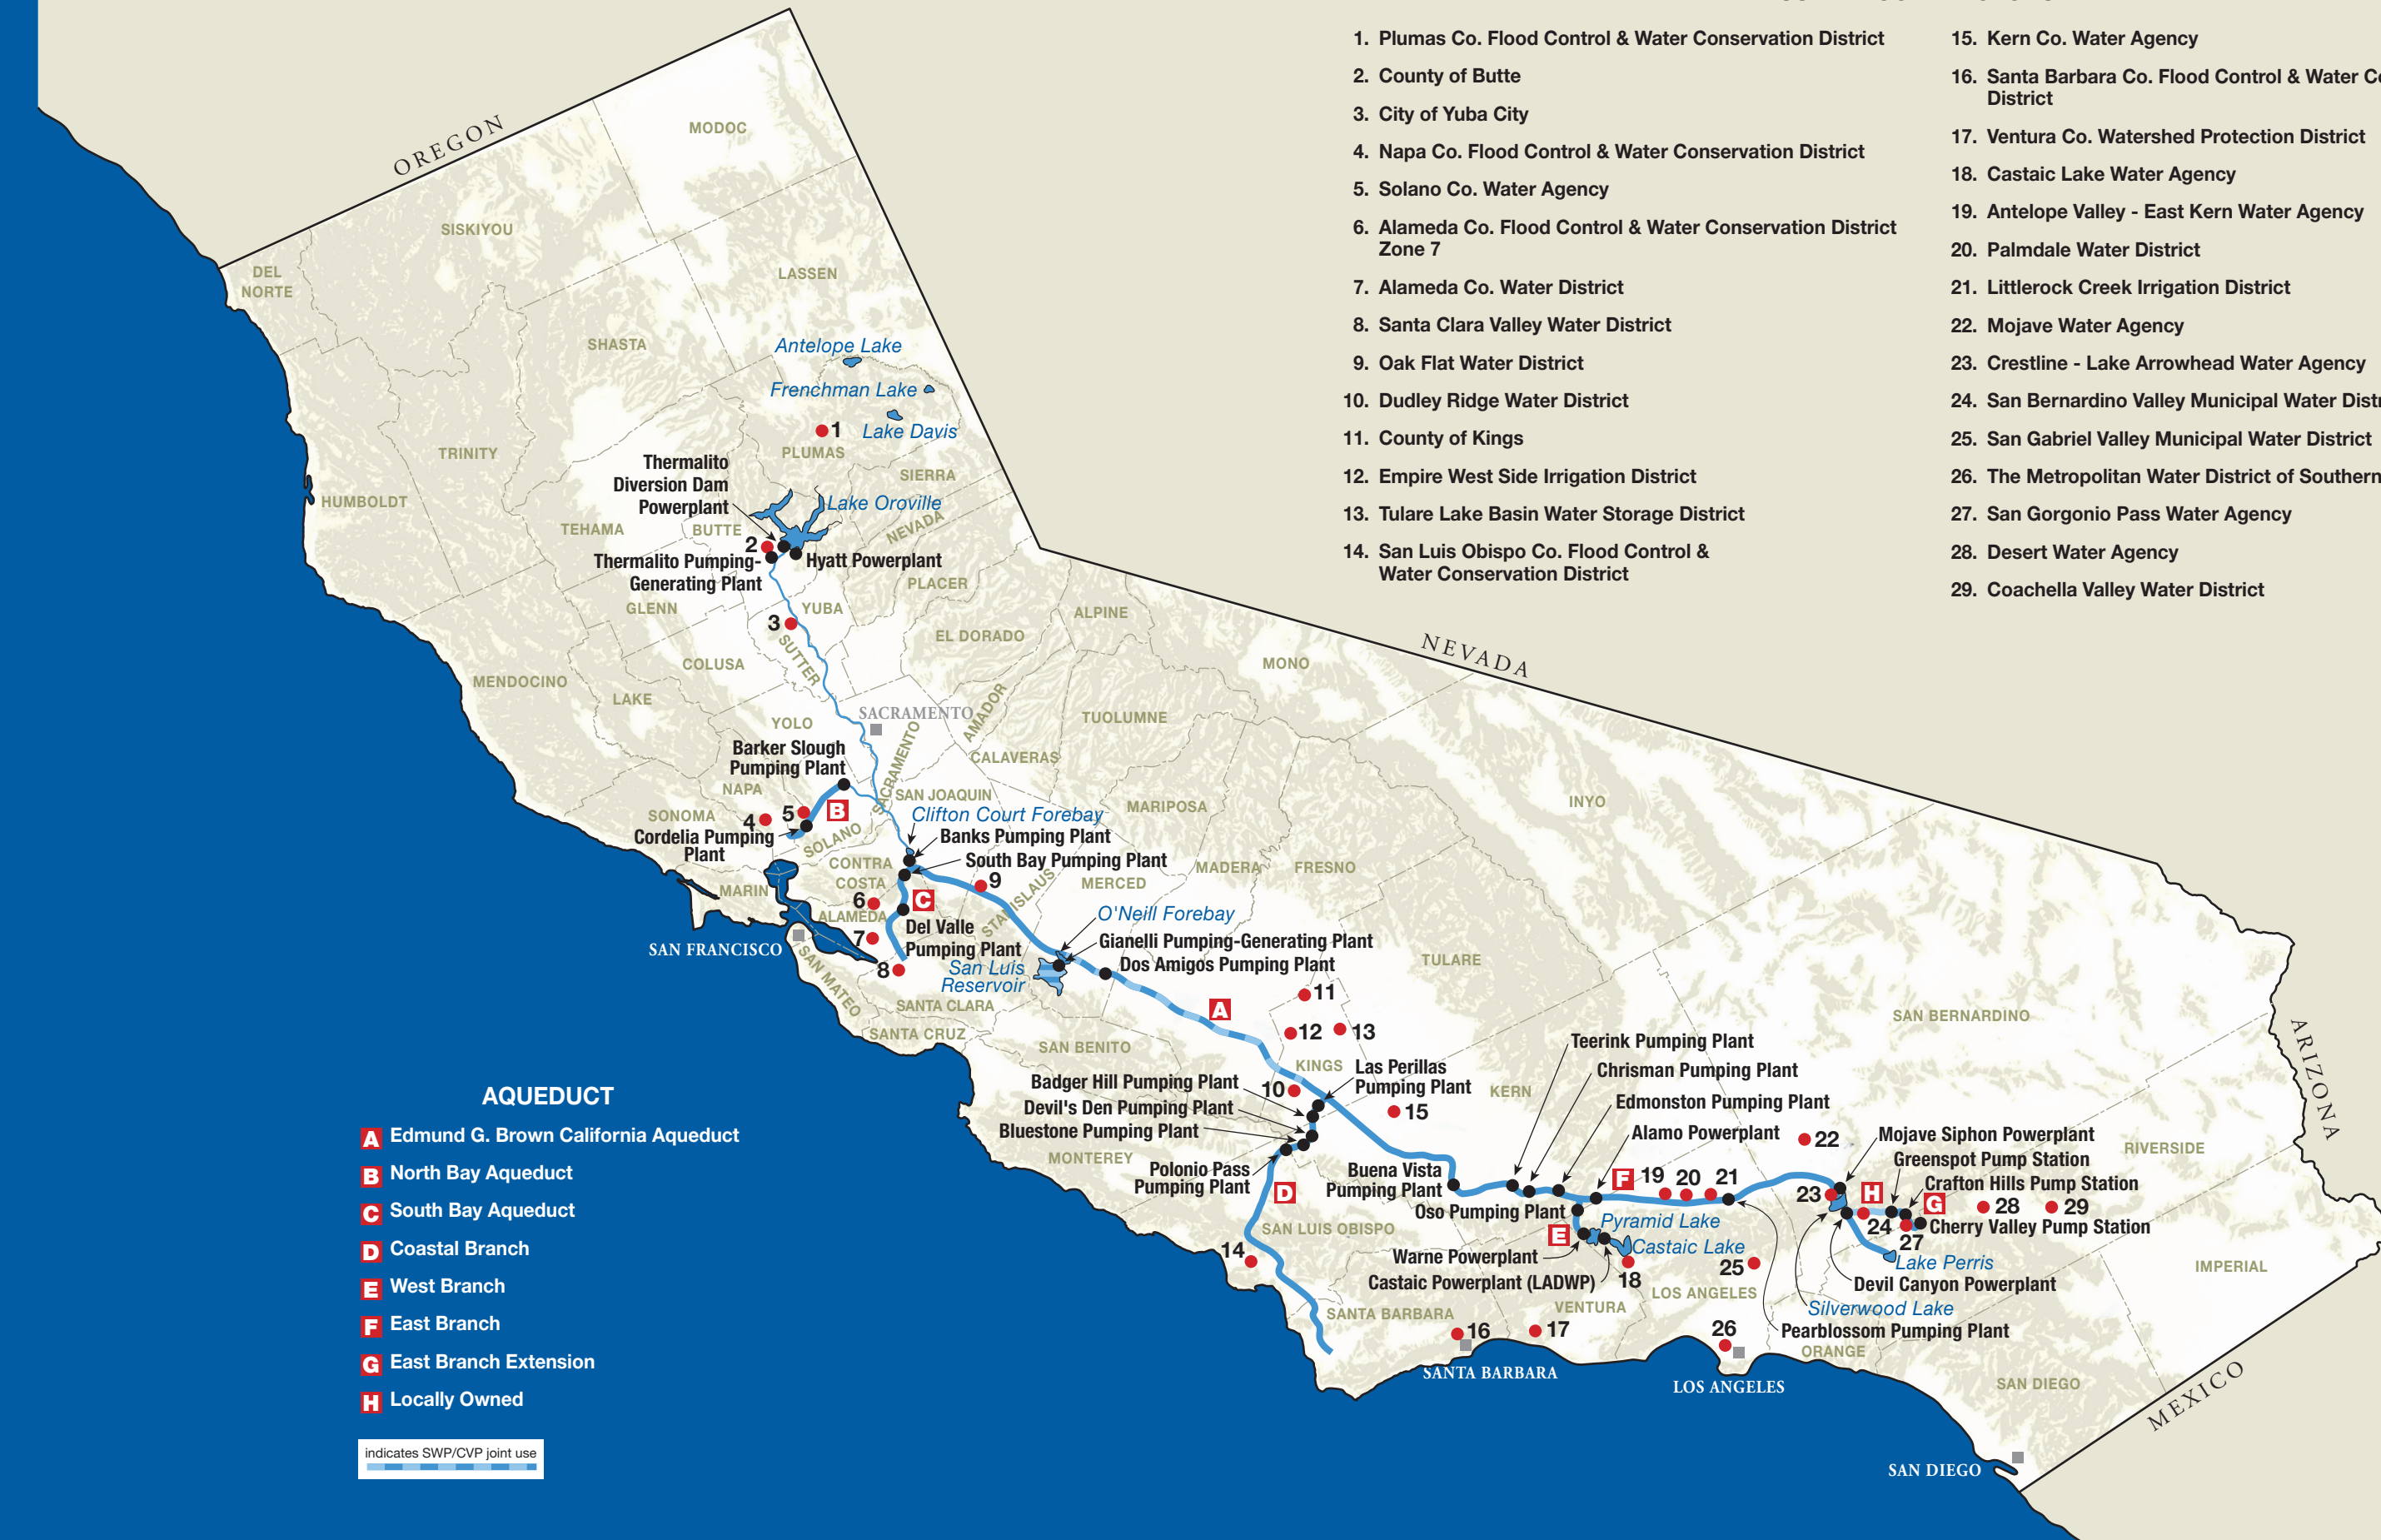 1. Plumas Co. Flood Control & Water Conservation District
2. County of Butte
3. City of Yuba City
4. Napa Co. Flood Control & Water Conservation District
5. Solano Co. Water Agency
6. Alameda Co. Flood Control & Water Conservation District
Zone 7
7. Alameda Co. Water District
8. Santa Clara Valley Water District
9. Oak Flat Water District
10. Dudley Ridge Water District
11. County of Kings
12. Empire West Side Irrigation District
13. Tulare Lake Basin Water Storage District
14. San Luis Obispo Co. Flood Control &
Water Conservation District
15. Kern Co. Water Agency
16. Santa Barbara Co. Flood Control & Water
District
17. Ventura Co. Watershed Protection District
18. Castaic Lake Water Agency
19. Antelope Valley - East Kern Water Agency
20. Palmdale Water District
21. Littlerock Creek Irrigation District
22. Mojave Water Agency
23. Crestline - Lake Arrowhead Water Agency
24. San Bernardino Valley Municipal Water
25. San Gabriel Valley Municipal Water District
26. The Metropolitan Water District of Southern
27. San Gorgonio Pass Water Agency
28. Desert Water Agency
29. Coachella Valley Water District
OREGON
MODOC
SISKIYOU
DEL
NORTE
LASSEN
SHASTA
Antelope Lake
Frenchman Lake
1
Lake Davis
PLUMAS
TRINITY
Thermalito
Diversion Dam
Powerplant
SIERRA
HUMBOLDT
Lake Oroville
TEHAMA
BUTTE
NEVADA
2
Thermalito Pumping-
Generating Plant
Hyatt Powerplant
PLACER
GLENN
YUBA
ALPINE
3
SUTTER
EL DORADO
NEVADA
COLUSA
MONO
MENDOCINO
LAKE
YOLO
SACRAMENTO
AMADOR
TUOLUMNE
SACRAMENTO
Barker Slough
Pumping Plant
CALAVERAS
NAPA
SAN JOAQUIN
SONOMA
4
5
B
Clifton Court Forebay
MARIPOSA
INYO
Cordelia Pumping
Plant
SOLANO
Banks Pumping Plant
CONTRA
COSTA
South Bay Pumping Plant
MADERA
FRESNO
MARIN
9
MERCED
6
C
ALAMEDA
STANISLAUS
O'Neill Forebay
7
Del Valle
Pumping Plant
SAN FRANCISCO
Gianelli Pumping-Generating Plant
Dos Amigos Pumping Plant
TULARE
SAN MATEO
8
San Luis
Reservoir
11
SANTA CLARA
A
SANTA CRUZ
12
13
SAN BERNARDINO
ARIZONA
SAN BENITO
KINGS
Teerink Pumping Plant
Las Perillas
Pumping Plant
Chrisman Pumping Plant
Badger Hill Pumping Plant
10
KERN
Devil's Den Pumping Plant
15
Edmonston Pumping Plant
Bluestone Pumping Plant
Alamo Powerplant
22
Mojave Siphon Powerplant
MONTEREY
RIVERSIDE
Polonio Pass
Pumping Plant
Buena Vista
Pumping Plant
Greenspot Pump Station
Crafton Hills Pump Station
D
F
19
20
21
23
H
G
28
29
Oso Pumping Plant
24
Cherry Valley Pump Station
SAN LUIS OBISPO
Pyramid Lake
27
E
14
Warne Powerplant
Castaic Lake
Lake Perris
IMPERIAL
Castaic Powerplant (LADWP)
18
25
Devil Canyon Powerplant
LOS ANGELES
SANTA BARBARA
VENTURA
Silverwood Lake
16
17
26
Pearblossom Pumping Plant
ORANGE
SANTA BARBARA
LOS ANGELES
SAN DIEGO
MEXICO
SAN DIEGO
AQUEDUCT
A Edmund G. Brown California Aqueduct
B North Bay Aqueduct
C South Bay Aqueduct
D Coastal Branch
E West Branch
F East Branch
G East Branch Extension
H Locally Owned
indicates SWP/CVP joint use